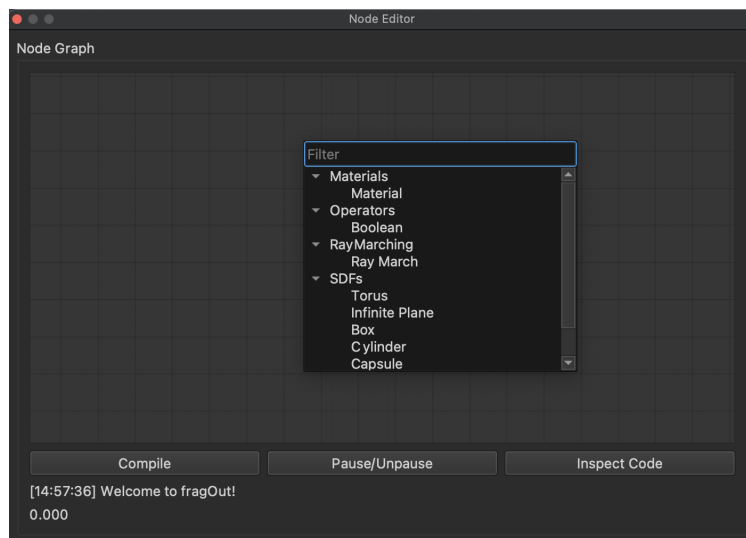 Node Editor
Node Graph
Filter
Materials
Material
Operators
Boolean
RayMarching
Ray March
SDFs
Torus
Infinite Plane
Box
Cylinder
Capsule
Compile
Pause/Unpause
Inspect Code
[14:57:36] Welcome to fragOut!
0.000